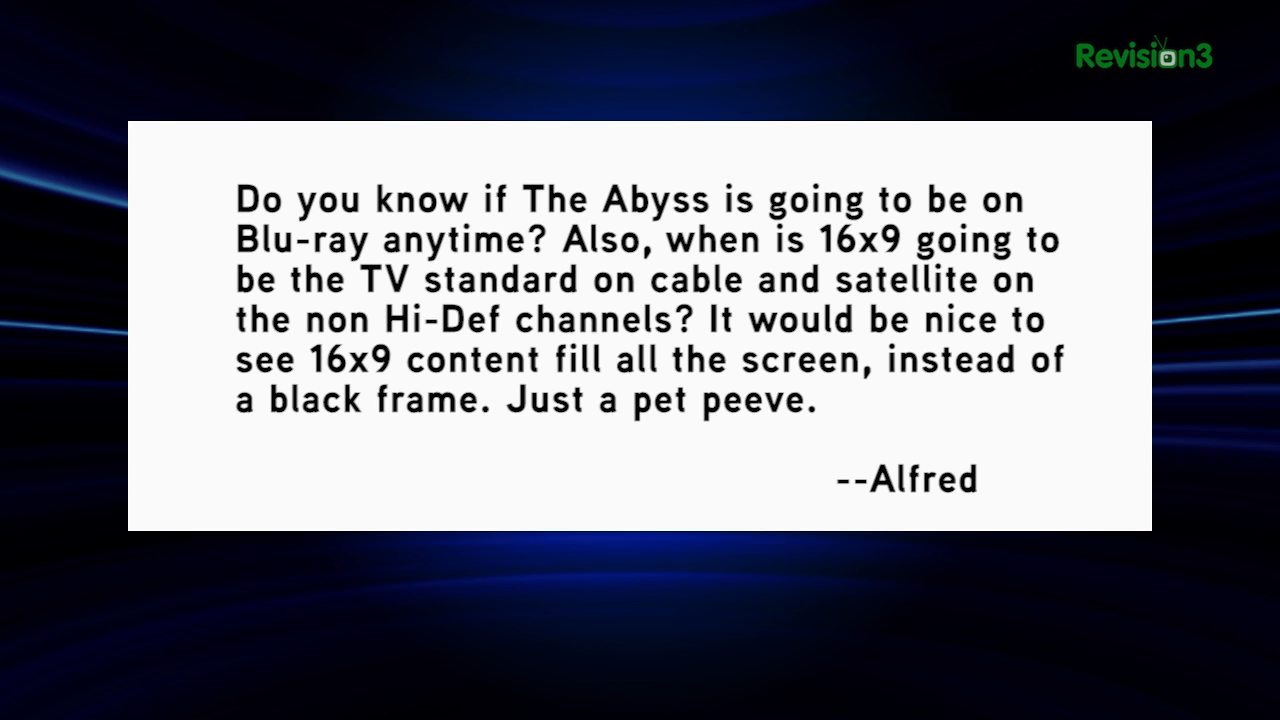 Revision3
Do you know if The Abyss is going to be on
Blu-ray anytime? Also, when is 16x9 going to
be the TV standard on cable and satellite on
the non Hi-Def channels? It would be nice to
see 16x9 content fill all the screen, instead of
a black frame. Just a pet peeve.
--Alfred